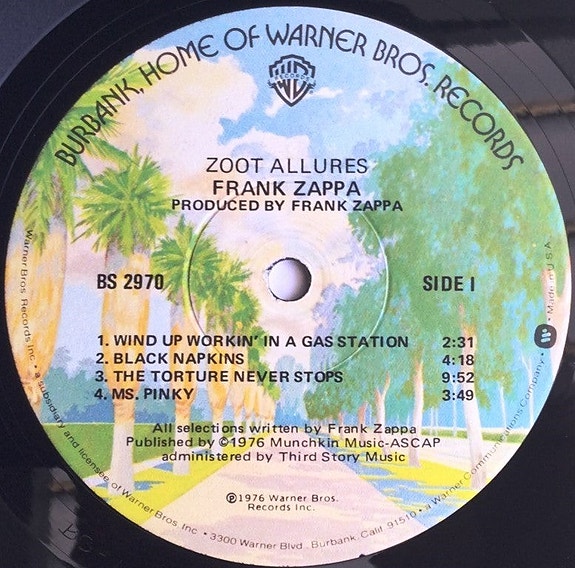 BURBANK, HOME OF WARNER BROS. RECORDS
WB
RECORDS
ZOOT ALLURES
FRANK ZAPPA
PRODUCED BY FRANK ZAPPA
BS 2970
SIDE I
1. WIND UP WORKIN' IN A GAS STATION 2:31
2. BLACK NAPKINS 4:18
3. THE TORTURE NEVER STOPS 9:52
4. MS. PINKY 3:49
All selections written by Frank Zappa
Published by ©1976 Munchkin Music-ASCAP
administered by Third Story Music
℗1976 Warner Bros.
Records Inc.
Warner Bros. Records Inc. • a subsidiary and licensee of Warner Bros. Inc. • 3300 Warner Blvd., Burbank, Calif. 91510 • a Warner Communications Company • Made in U.S.A.